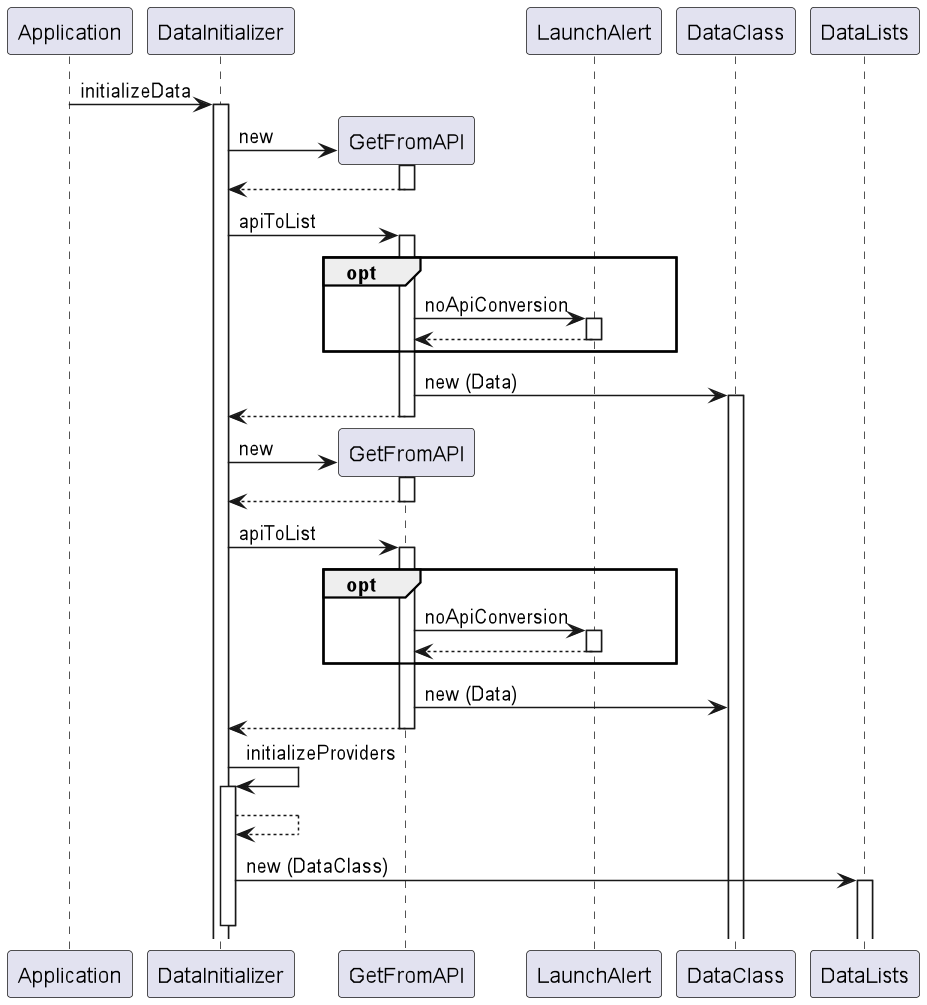 Application DataInitializer LaunchAlert DataClass DataLists
initializeData
new
GetFromAPI
apiToList
opt
noApiConversion
new (Data)
new
GetFromAPI
apiToList
opt
noApiConversion
new (Data)
initializeProviders
new (DataClass)
Application DataInitializer GetFromAPI LaunchAlert DataClass DataLists